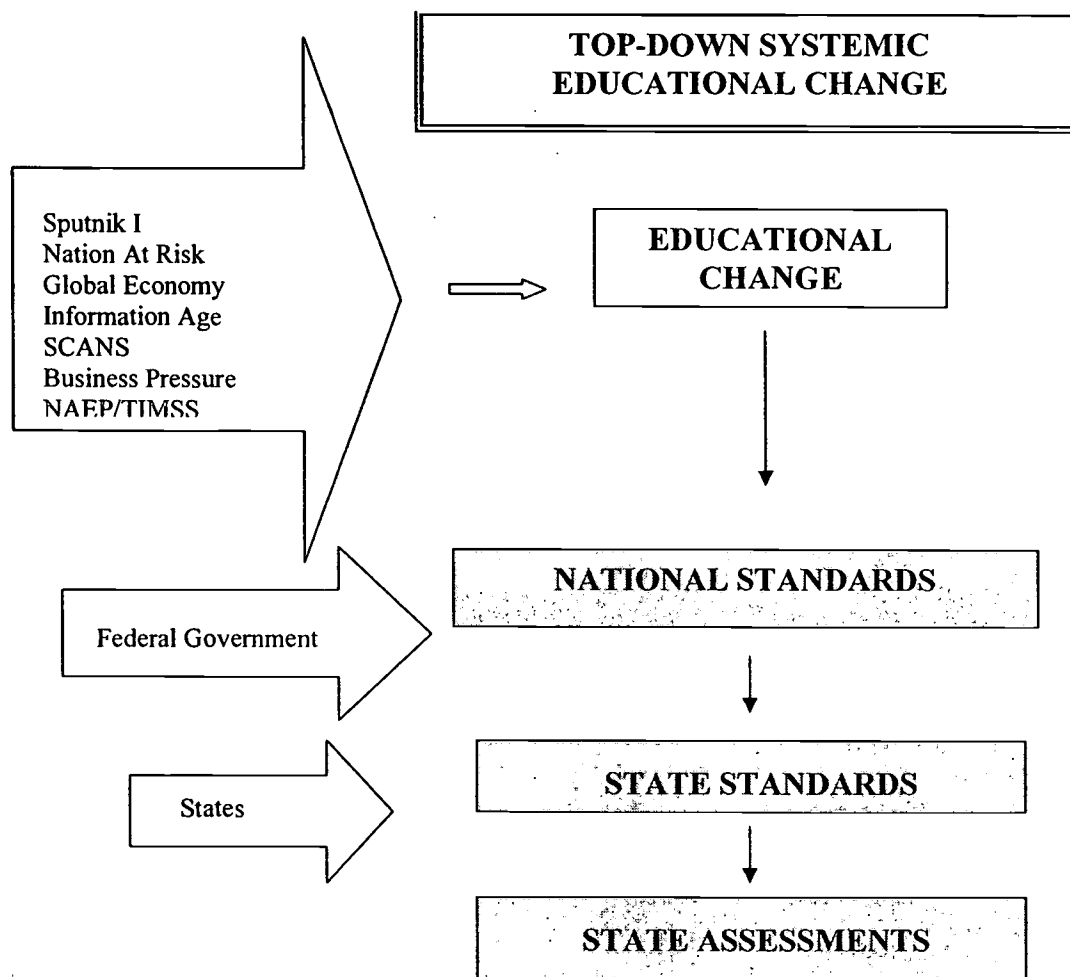 TOP-DOWN SYSTEMIC
EDUCATIONAL CHANGE
Sputnik I
Nation At Risk
Global Economy
Information Age
SCANS
Business Pressure
NAEP/TIMSS
EDUCATIONAL
CHANGE
Federal Government
NATIONAL STANDARDS
States
STATE STANDARDS
STATE ASSESSMENTS